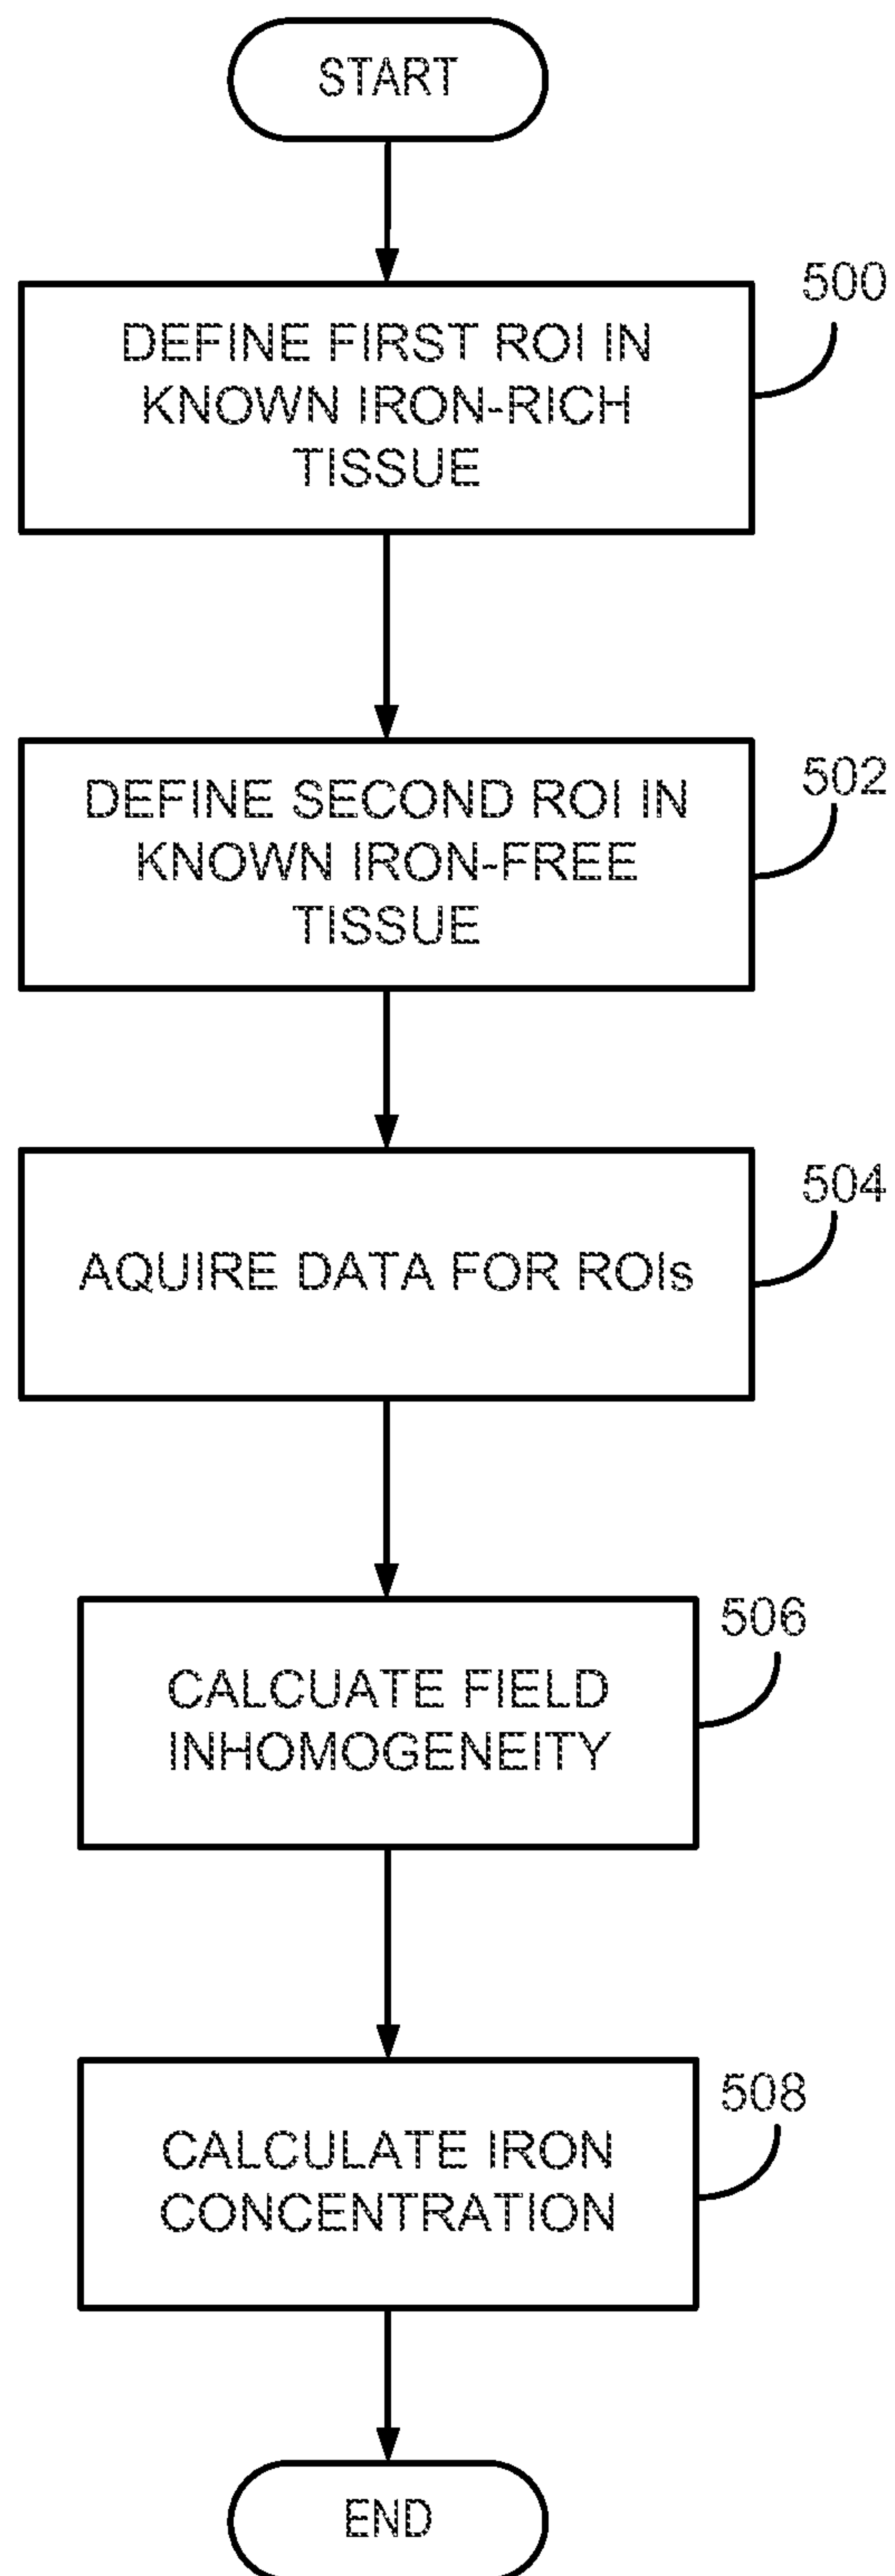 START
500
DEFINE FIRST ROI IN
KNOWN IRON-RICH
TISSUE
502
DEFINE SECOND ROI IN
KNOWN IRON-FREE
TISSUE
504
AQUIRE DATA FOR ROIs
506
CALCUATE FIELD
INHOMOGENEITY
508
CALCULATE IRON
CONCENTRATION
END